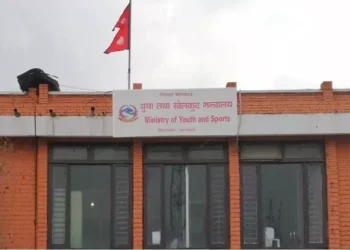 युवा तथा खेलकुद मन्त्रालय
Ministry of Youth and Sports